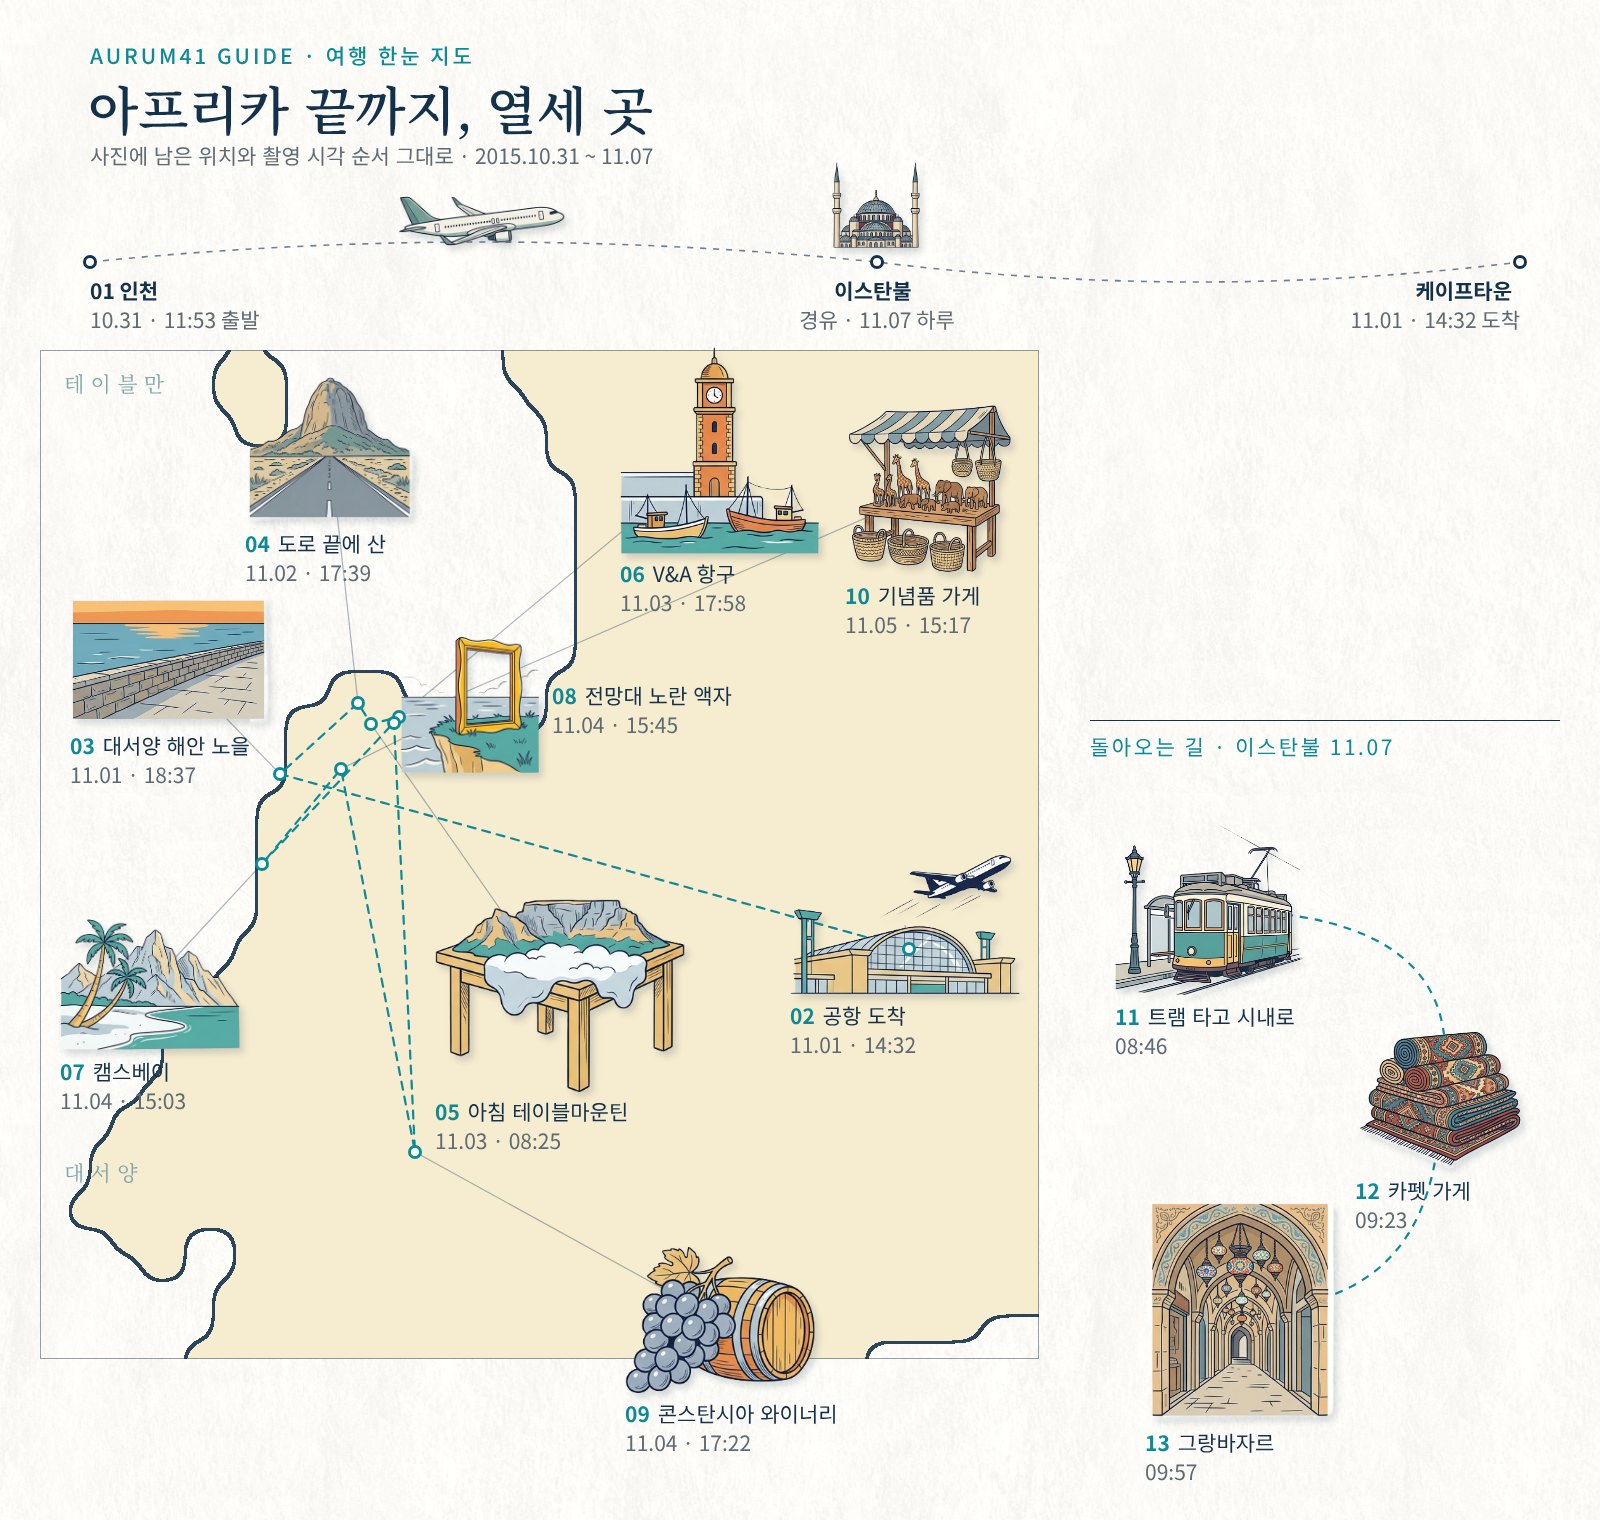 AURUM41 GUIDE · 여행 한눈 지도
아프리카 끝까지, 열세 곳
사진에 남은 위치와 촬영 시각 순서 그대로 · 2015.10.31 ~ 11.07
01 인천
10.31 · 11:53 출발
이스탄불
경유 · 11.07 하루
케이프타운
11.01 · 14:32 도착
테이블만
04 도로 끝에 산
11.02 · 17:39
06 V&A 항구
11.03 · 17:58
10 기념품 가게
11.05 · 15:17
03 대서양 해안 노을
11.01 · 18:37
08 전망대 노란 액자
11.04 · 15:45
07 캠스베이
11.04 · 15:03
05 아침 테이블마운틴
11.03 · 08:25
02 공항 도착
11.01 · 14:32
대서양
09 콘스탄시아 와이너리
11.04 · 17:22
돌아오는 길 · 이스탄불 11.07
11 트램 타고 시내로
08:46
12 카펫 가게
09:23
13 그랑바자르
09:57